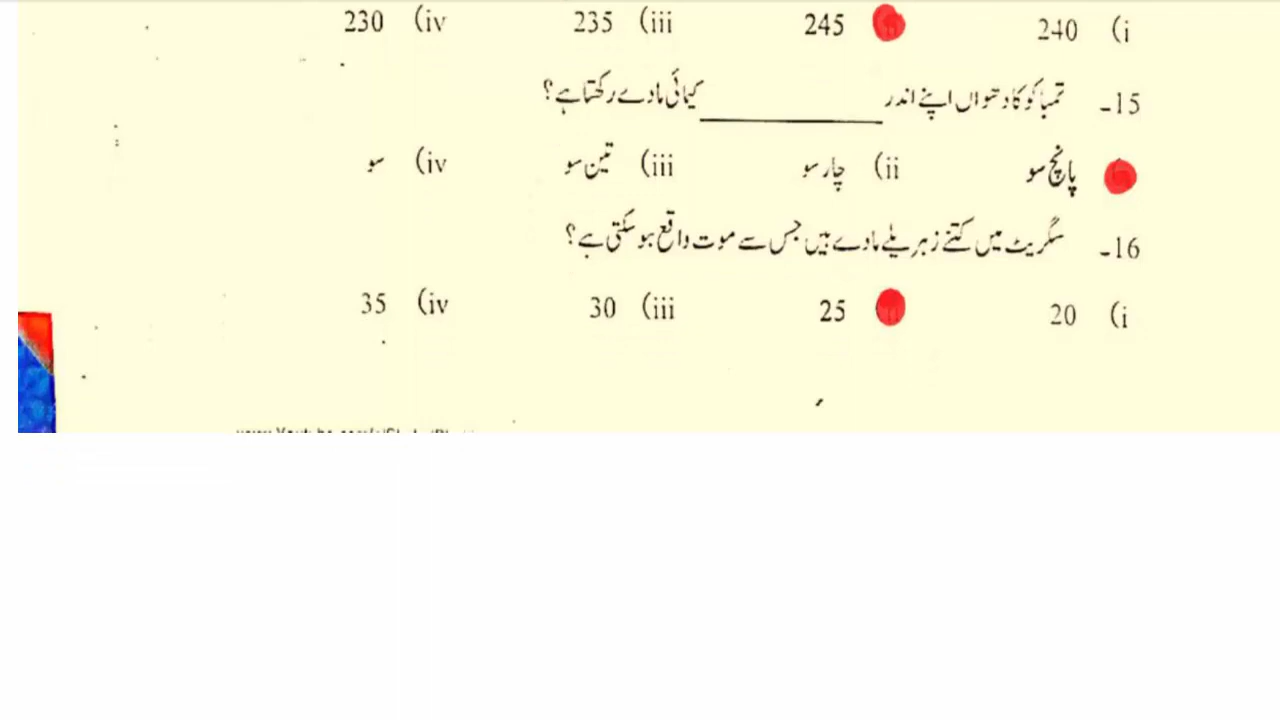 i) 240 245 iii) 235 iv) 230
15۔ تمباکو کا دھواں اپنے اندر __________ کیمیائی مادے رکھتا ہے؟
پانچ سو ii) چار سو iii) تین سو iv) سو
16۔ سگریٹ میں کتنے زہریلے مادے ہیں جس سے موت واقع ہو سکتی ہے؟
i) 20 25 iii) 30 iv) 35